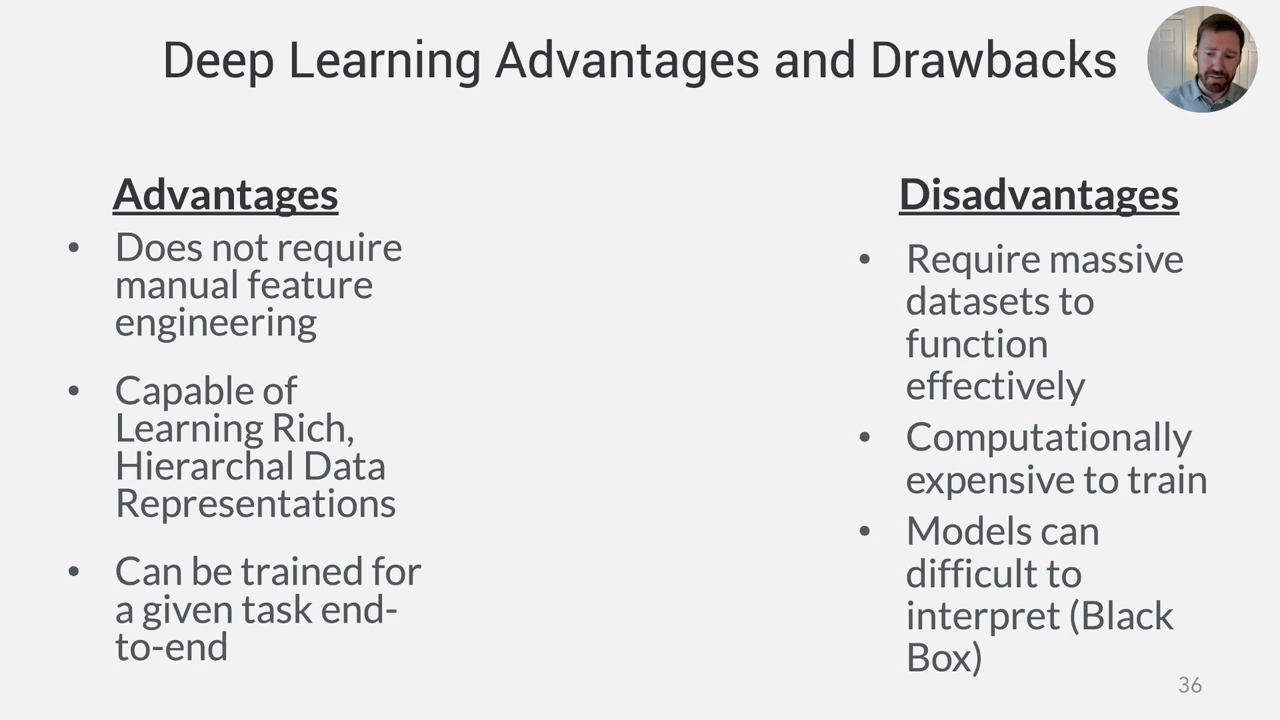 Deep Learning Advantages and Drawbacks
Advantages
• Does not require
manual feature
engineering
• Capable of
Learning Rich,
Hierarchal Data
Representations
• Can be trained for
a given task end-
to-end
Disadvantages
• Require massive
datasets to
function
effectively
• Computationally
expensive to train
• Models can
difficult to
interpret (Black
Box)
36